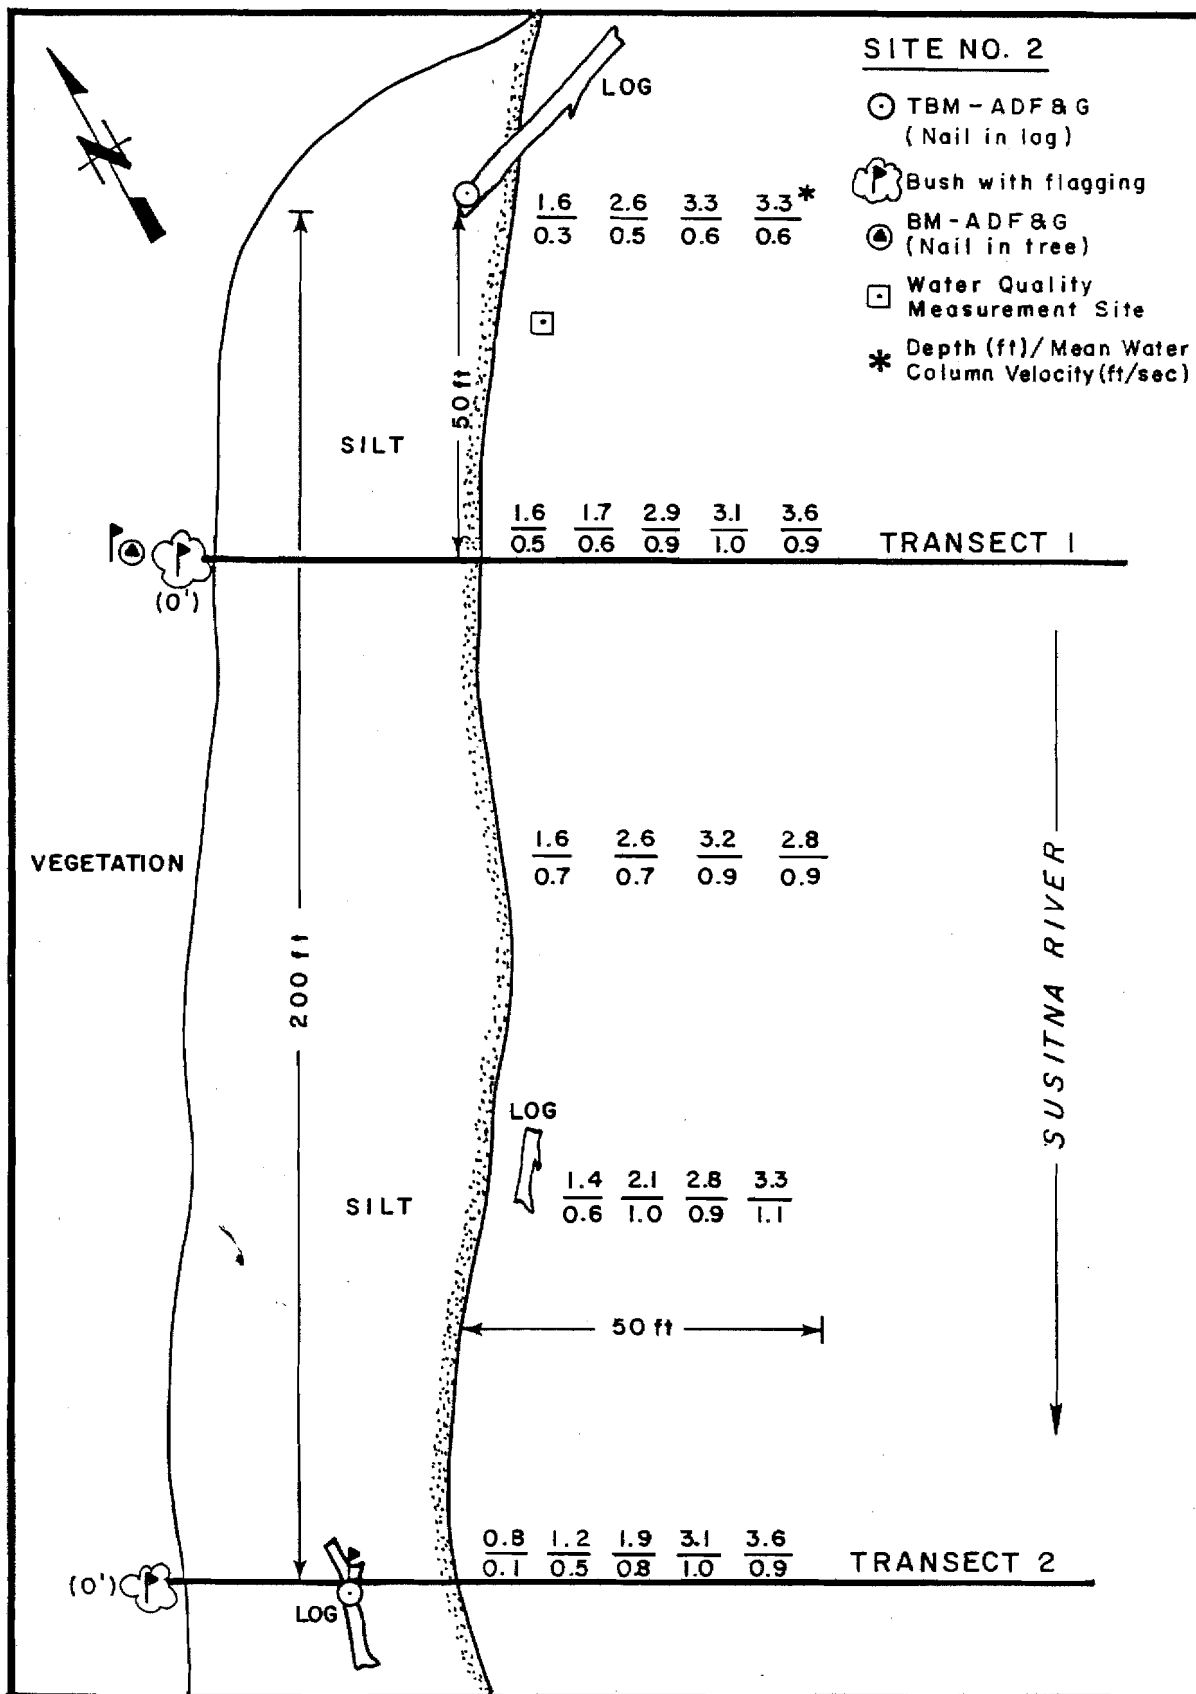 SITE NO. 2
TBM - ADF & G
(Nail in log)
Bush with flagging
BM - ADF & G
(Nail in tree)
Water Quality
Measurement Site
* Depth (ft) / Mean Water
Column Velocity (ft/sec)
LOG
1.6 2.6 3.3 3.3*
0.3 0.5 0.6 0.6
50 ft
SILT
1.6 1.7 2.9 3.1 3.6
0.5 0.6 0.9 1.0 0.9
TRANSECT 1
(0')
VEGETATION
1.6 2.6 3.2 2.8
0.7 0.7 0.9 0.9
200 ft
SUSITNA RIVER
LOG
SILT
1.4 2.1 2.8 3.3
0.6 1.0 0.9 1.1
50 ft
0.8 1.2 1.9 3.1 3.6
0.1 0.5 0.8 1.0 0.9
TRANSECT 2
(0')
LOG